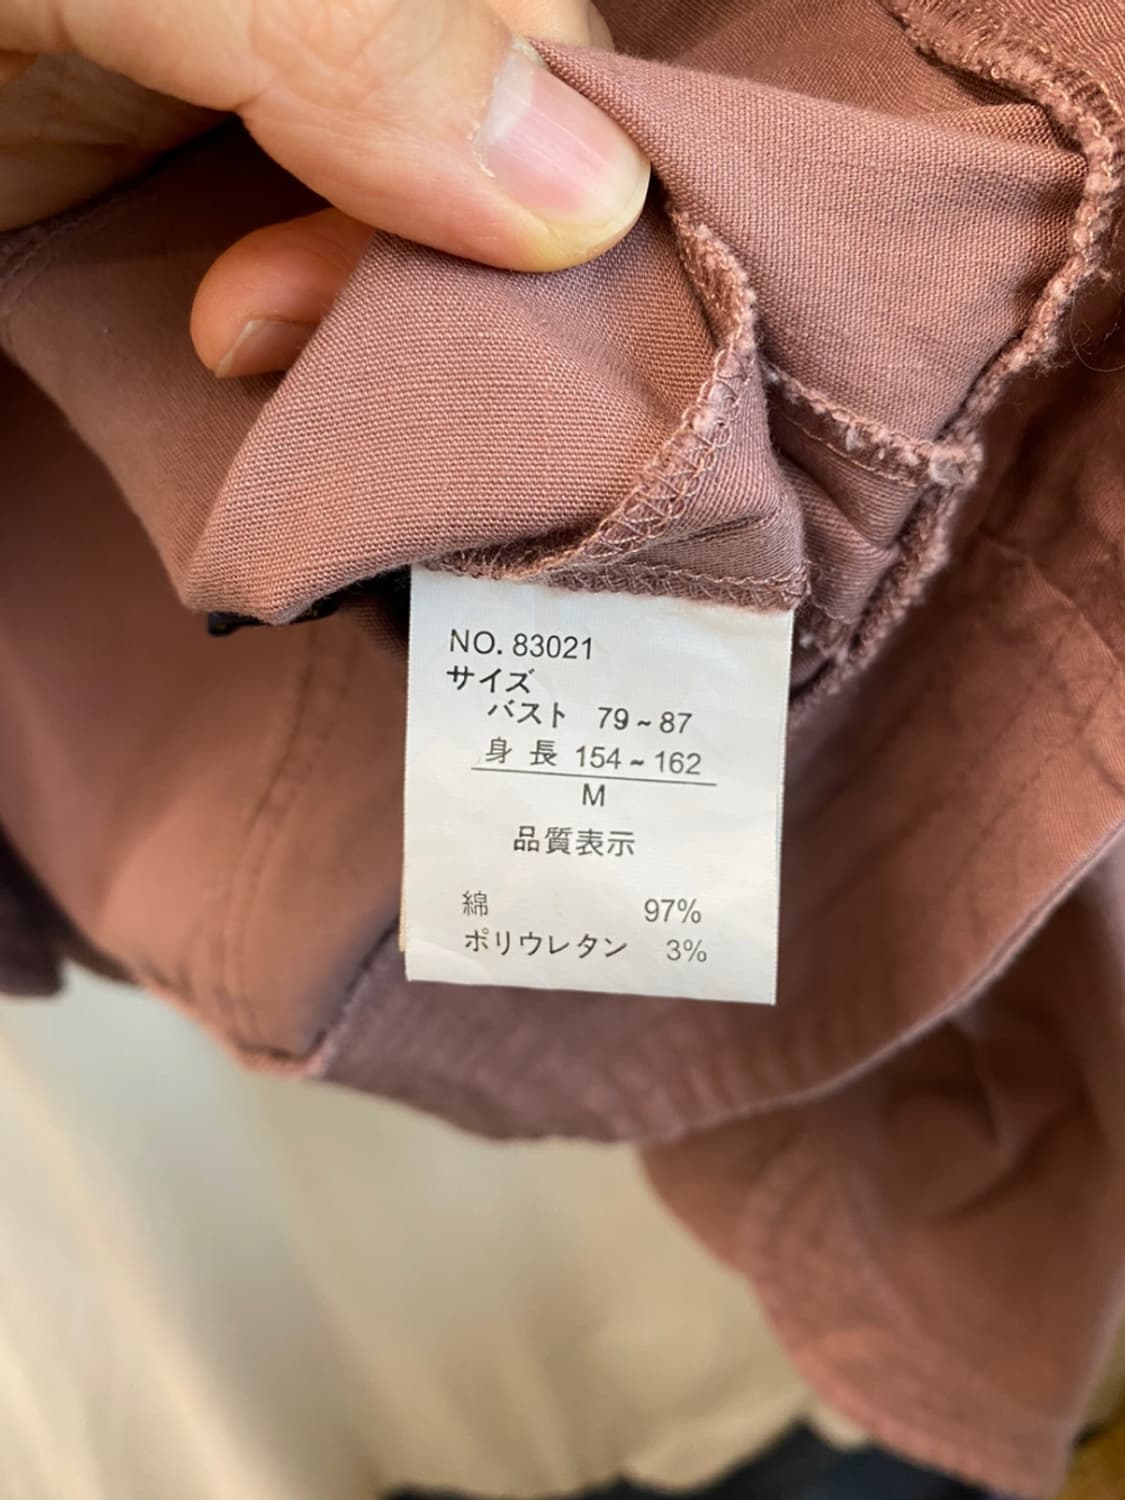 NO. 83021
サイズ
バスト 79~87
身長 154~162
M
品質表示
綿 97%
ポリウレタン 3%